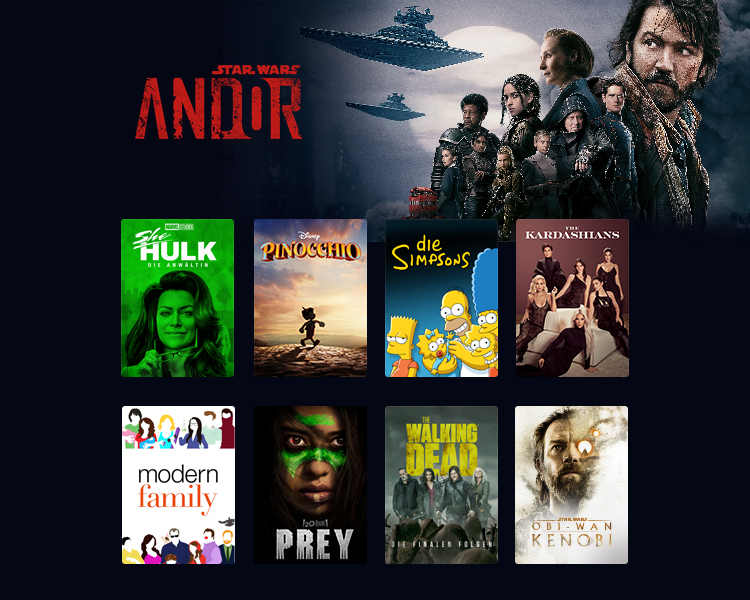 STAR WARS
ANDOR
MARVEL STUDIOS
She
HULK
DIE ANWÄLTIN
Disney
PINOCCHIO
die
SIMPSONS
THE
KARDASHIANS
modern
family
20
PREY
THE
WALKING
DEAD
DIE FINALEN FOLGEN
STAR WARS
OBI-WAN
KENOBI